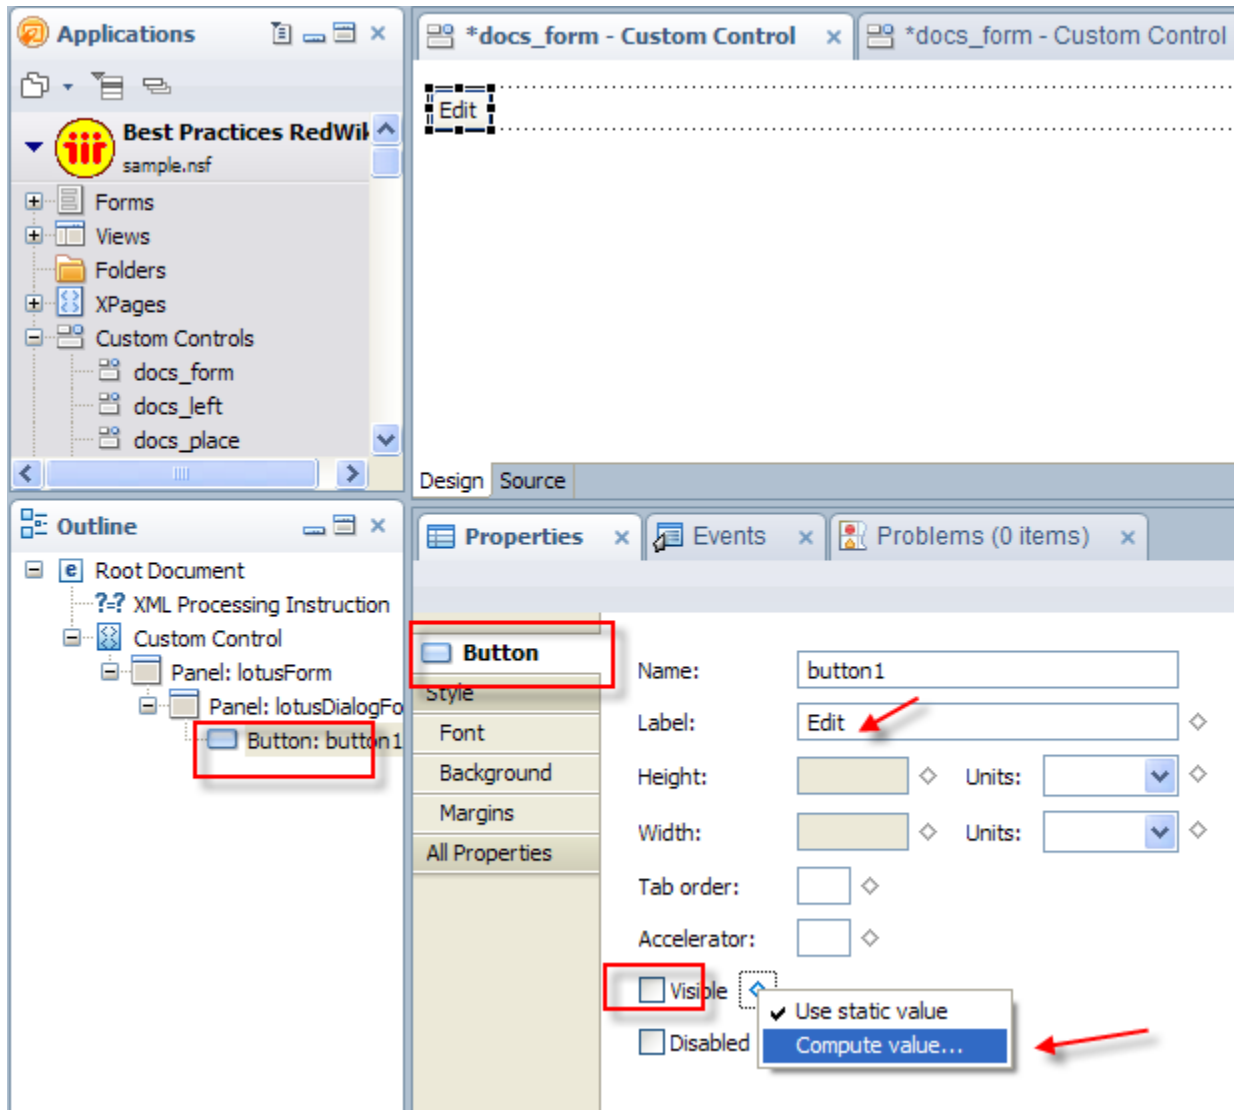 Applications
Best Practices RedWik
sample.nsf
Forms
Views
Folders
XPages
Custom Controls
docs_form
docs_left
docs_place
*docs_form - Custom Control
*docs_form - Custom Control
Edit
Design
Source
Outline
Root Document
?=? XML Processing Instruction
Custom Control
Panel: lotusForm
Panel: lotusDialogFo
Button: button1
Properties
Events
Problems (0 items)
Button
Style
Font
Background
Margins
All Properties
Name: button1
Label: Edit
Height: Units:
Width: Units:
Tab order:
Accelerator:
Visible
Disabled
Use static value
Compute value...